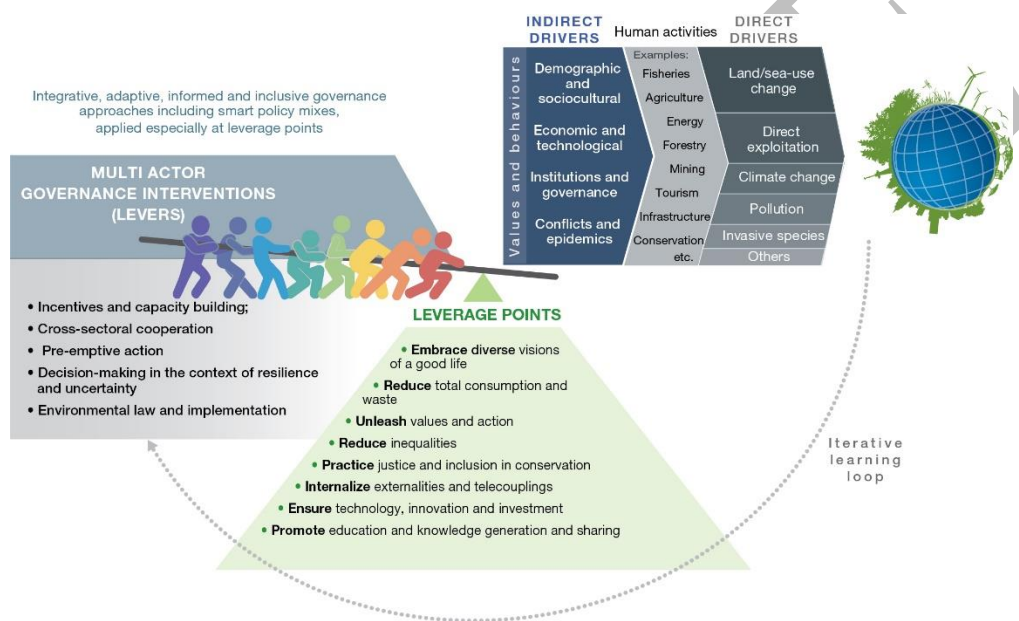 Integrative, adaptive, informed and inclusive governance
approaches including smart policy mixes,
applied especially at leverage points
MULTI ACTOR
GOVERNANCE INTERVENTIONS
(LEVERS)
• Incentives and capacity building;
• Cross-sectoral cooperation
• Pre-emptive action
• Decision-making in the context of resilience
and uncertainty
• Environmental law and implementation
INDIRECT
DRIVERS
Values and behaviours
Demographic
and
sociocultural
Economic and
technological
Institutions and
governance
Conflicts and
epidemics
Human activities
Examples:
Fisheries
Agriculture
Energy
Forestry
Mining
Tourism
Infrastructure
Conservation
etc.
DIRECT
DRIVERS
Land/sea-use
change
Direct
exploitation
Climate change
Pollution
Invasive species
Others
LEVERAGE POINTS
• Embrace diverse visions
of a good life
• Reduce total consumption and
waste
• Unleash values and action
• Reduce inequalities
• Practice justice and inclusion in conservation
• Internalize externalities and telecouplings
• Ensure technology, innovation and investment
• Promote education and knowledge generation and sharing
Iterative
learning
loop